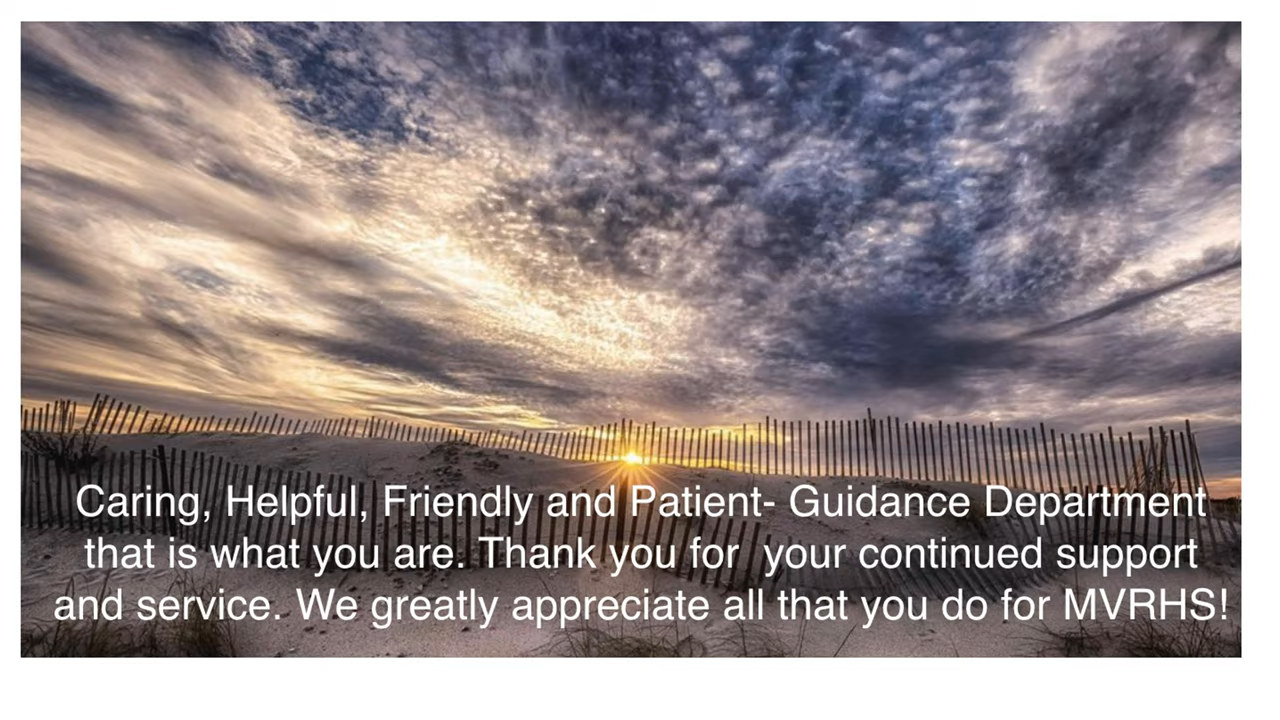 Caring, Helpful, Friendly and Patient- Guidance Department
that is what you are. Thank you for  your continued support
and service. We greatly appreciate all that you do for MVRHS!